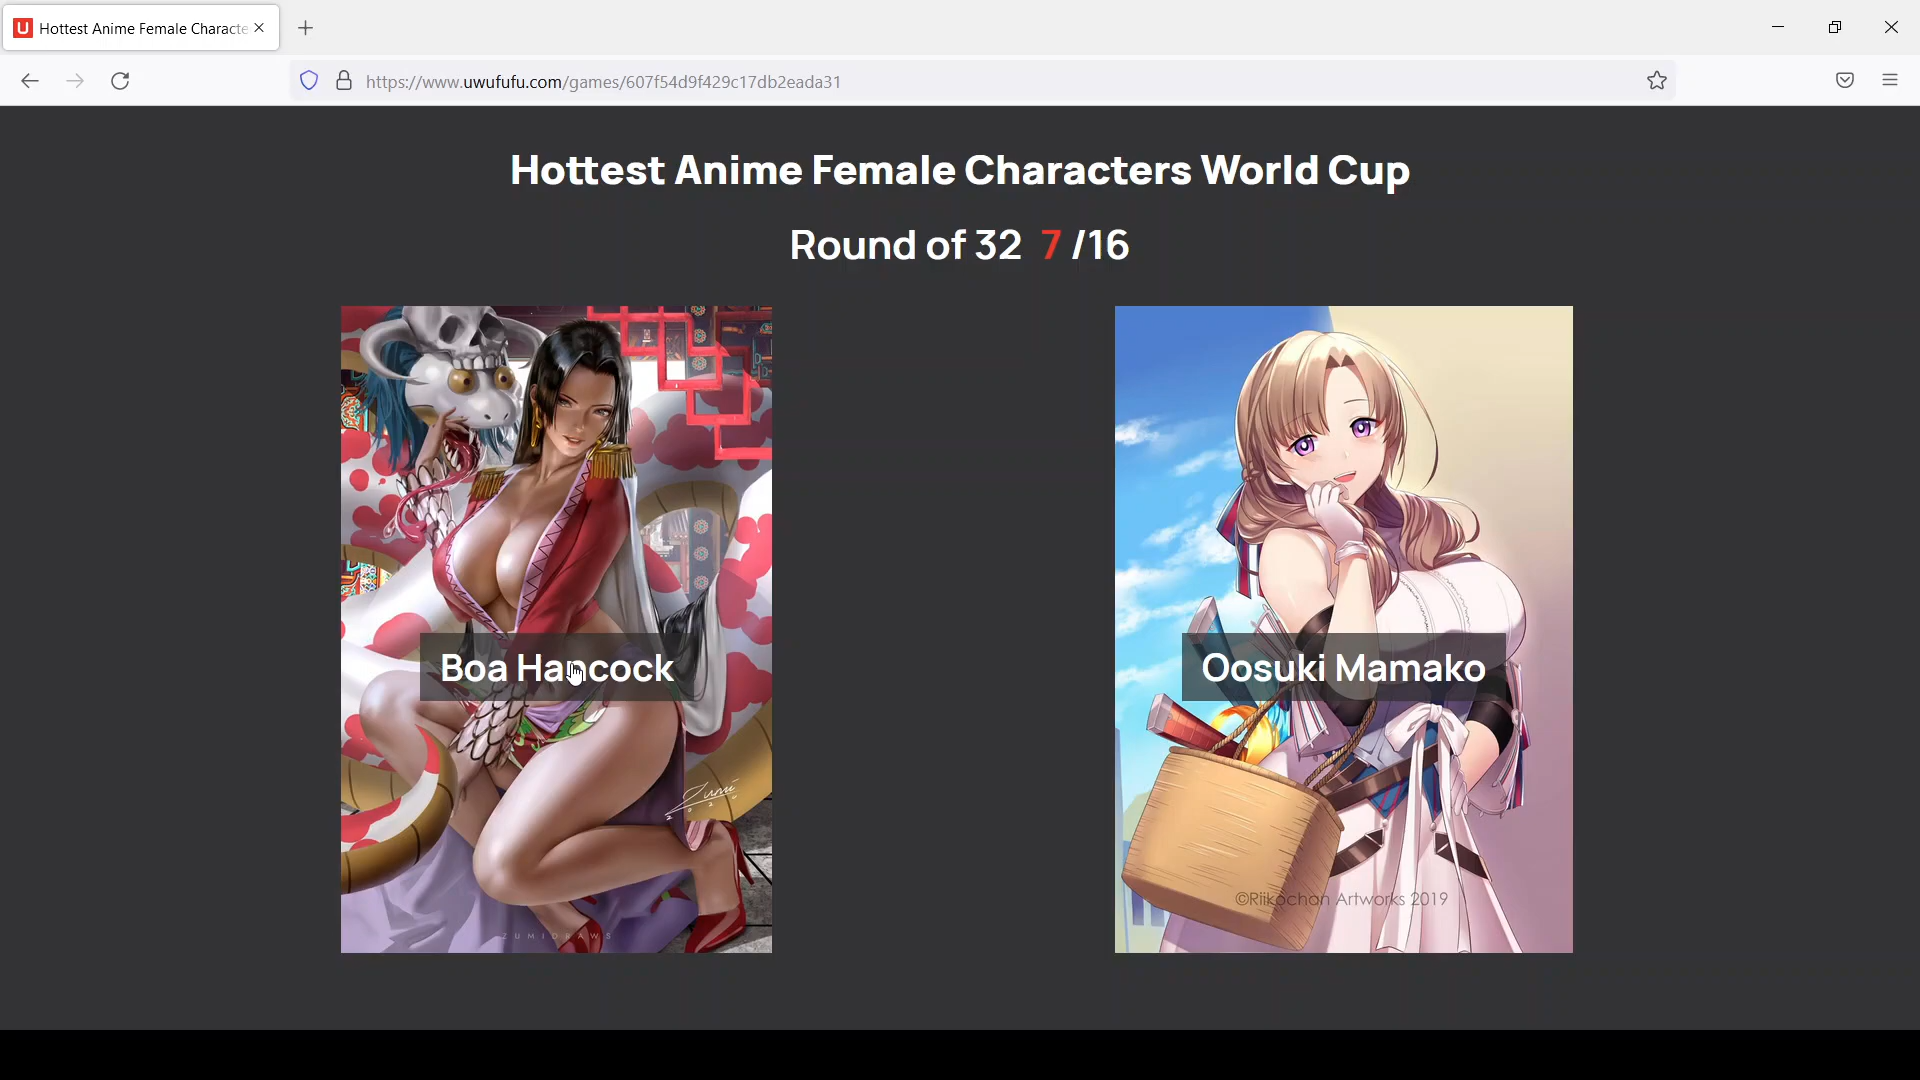 Hottest Anime Female Characte
https://www.uwufufu.com/games/607f54d9f429c17db2eada31
Hottest Anime Female Characters World Cup
Round of 32 7 /16
Boa Hancock
Oosuki Mamako
©Riikochan Artworks 2019
ZUMIDRAWS